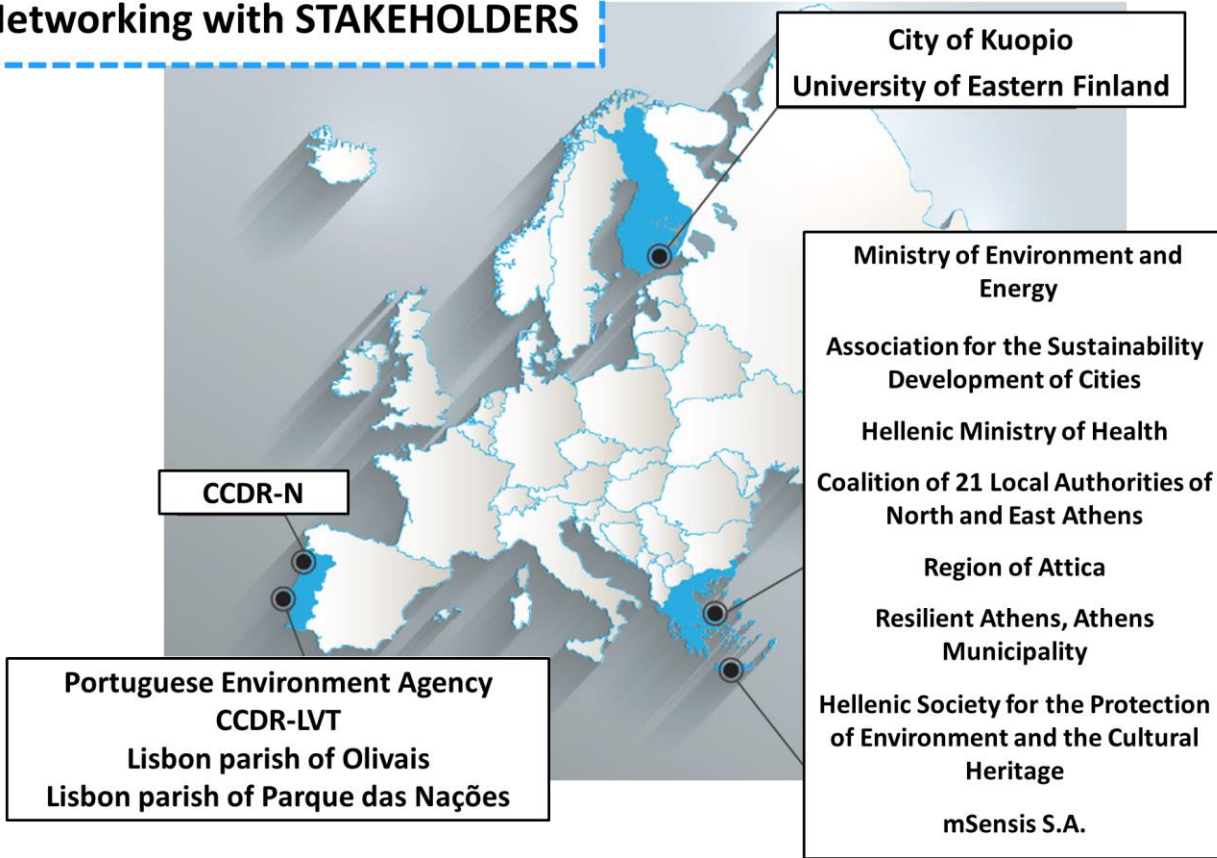 Networking with STAKEHOLDERS
City of Kuopio
University of Eastern Finland
Ministry of Environment and
Energy
Association for the Sustainability
Development of Cities
Hellenic Ministry of Health
Coalition of 21 Local Authorities of
North and East Athens
Region of Attica
Resilient Athens, Athens
Municipality
Hellenic Society for the Protection
of Environment and the Cultural
Heritage
mSensis S.A.
CCDR-N
Portuguese Environment Agency
CCDR-LVT
Lisbon parish of Olivais
Lisbon parish of Parque das Nações